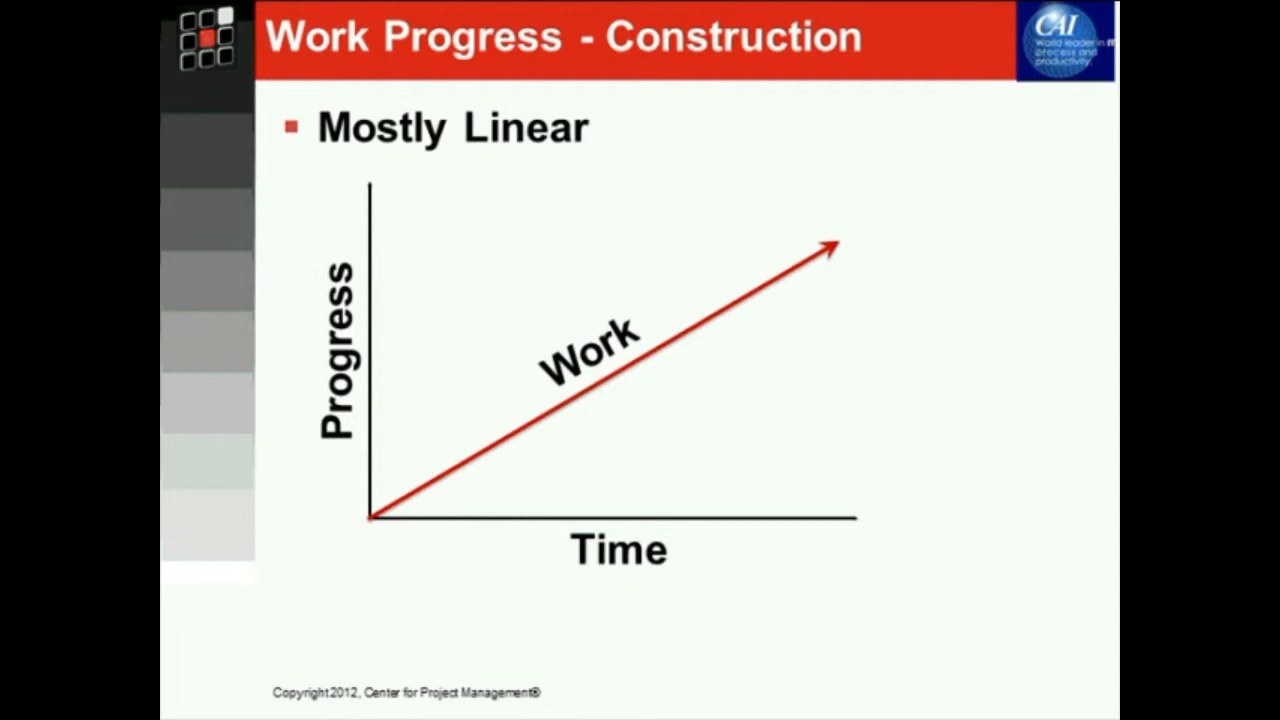 Work Progress - Construction
CAI
World leader in
process and
productivity.
Mostly Linear
Progress
Work
Time
Copyright 2012, Center for Project Management®